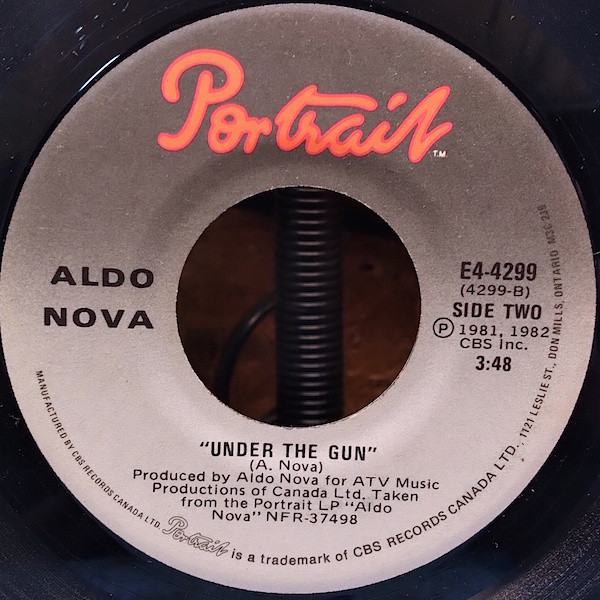 Portrait
T.M.
ALDO
NOVA
E4-4299
(4299-B)
SIDE TWO
Ⓟ 1981, 1982
CBS Inc.
3:48
"UNDER THE GUN"
(A. Nova)
Produced by Aldo Nova for ATV Music
Productions of Canada Ltd. Taken
from the Portrait LP "Aldo
Nova" NFR-37498
MANUFACTURED BY CBS RECORDS CANADA LTD., 1121 LESLIE ST., DON MILLS, ONTARIO M3C 2J9
Portrait is a trademark of CBS RECORDS CANADA LTD.